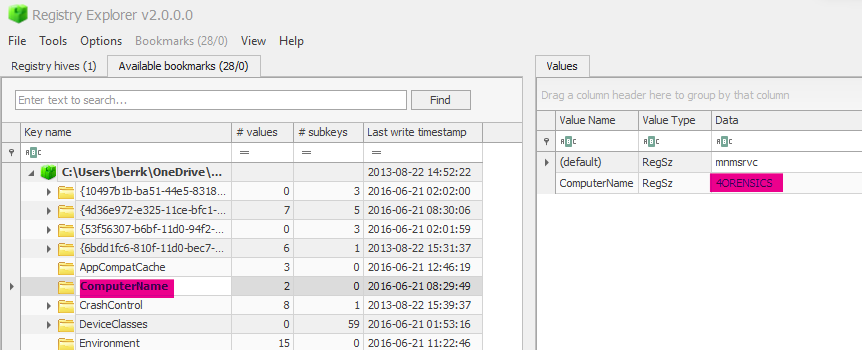 Registry Explorer v2.0.0.0
File Tools Options Bookmarks (28/0) View Help
Registry hives (1) Available bookmarks (28/0)
Enter text to search... Find
Key name # values # subkeys Last write timestamp
= = =
C:\Users\berrk\OneDrive\... 2013-08-22 14:52:22
{10497b1b-ba51-44e5-8318... 0 3 2016-06-21 02:02:00
{4d36e972-e325-11ce-bfc1-... 7 5 2016-06-21 08:30:06
{53f56307-b6bf-11d0-94f2-... 0 3 2016-06-21 02:01:59
{6bdd1fc6-810f-11d0-bec7-... 6 1 2013-08-22 15:31:37
AppCompatCache 3 0 2016-06-21 12:46:19
ComputerName 2 0 2016-06-21 08:29:49
CrashControl 8 1 2013-08-22 15:39:37
DeviceClasses 0 59 2016-06-21 01:53:16
Environment 15 0 2016-06-21 11:22:46
Values
Drag a column header here to group by that column
Value Name Value Type Data
(default) RegSz mnmsrvc
ComputerName RegSz 4ORENSICS